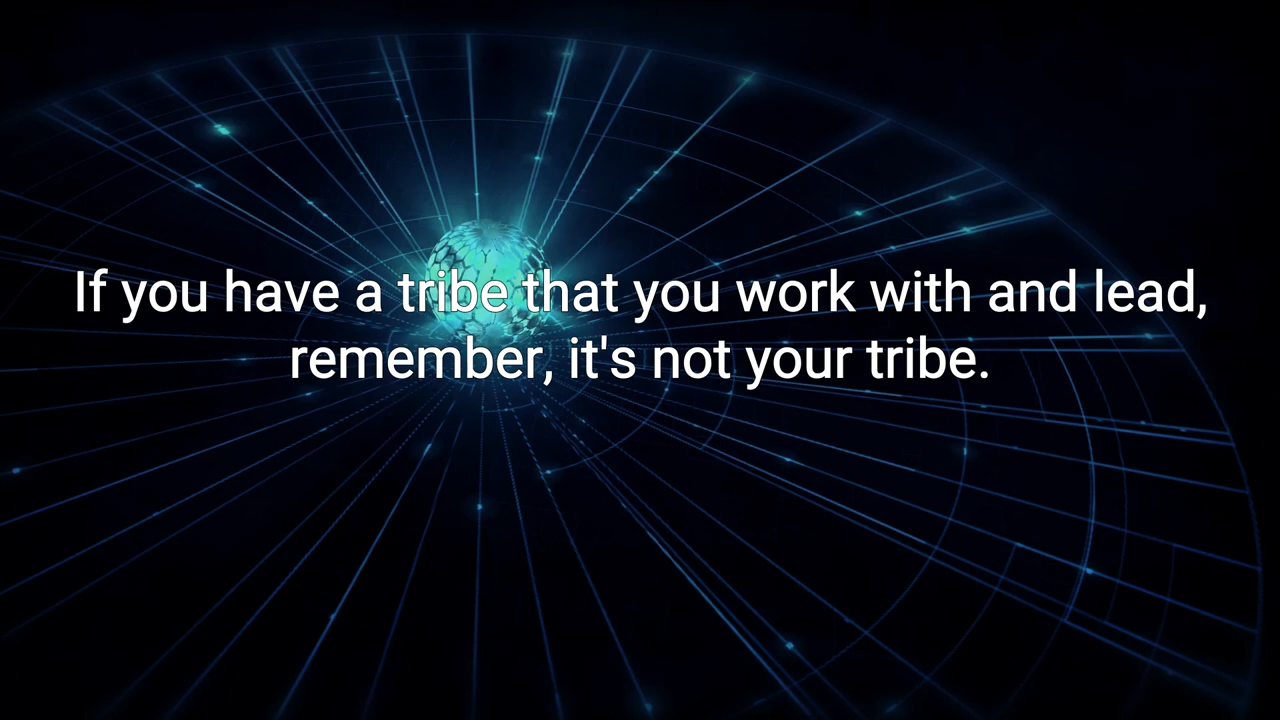 If you have a tribe that you work with and lead,
remember, it's not your tribe.